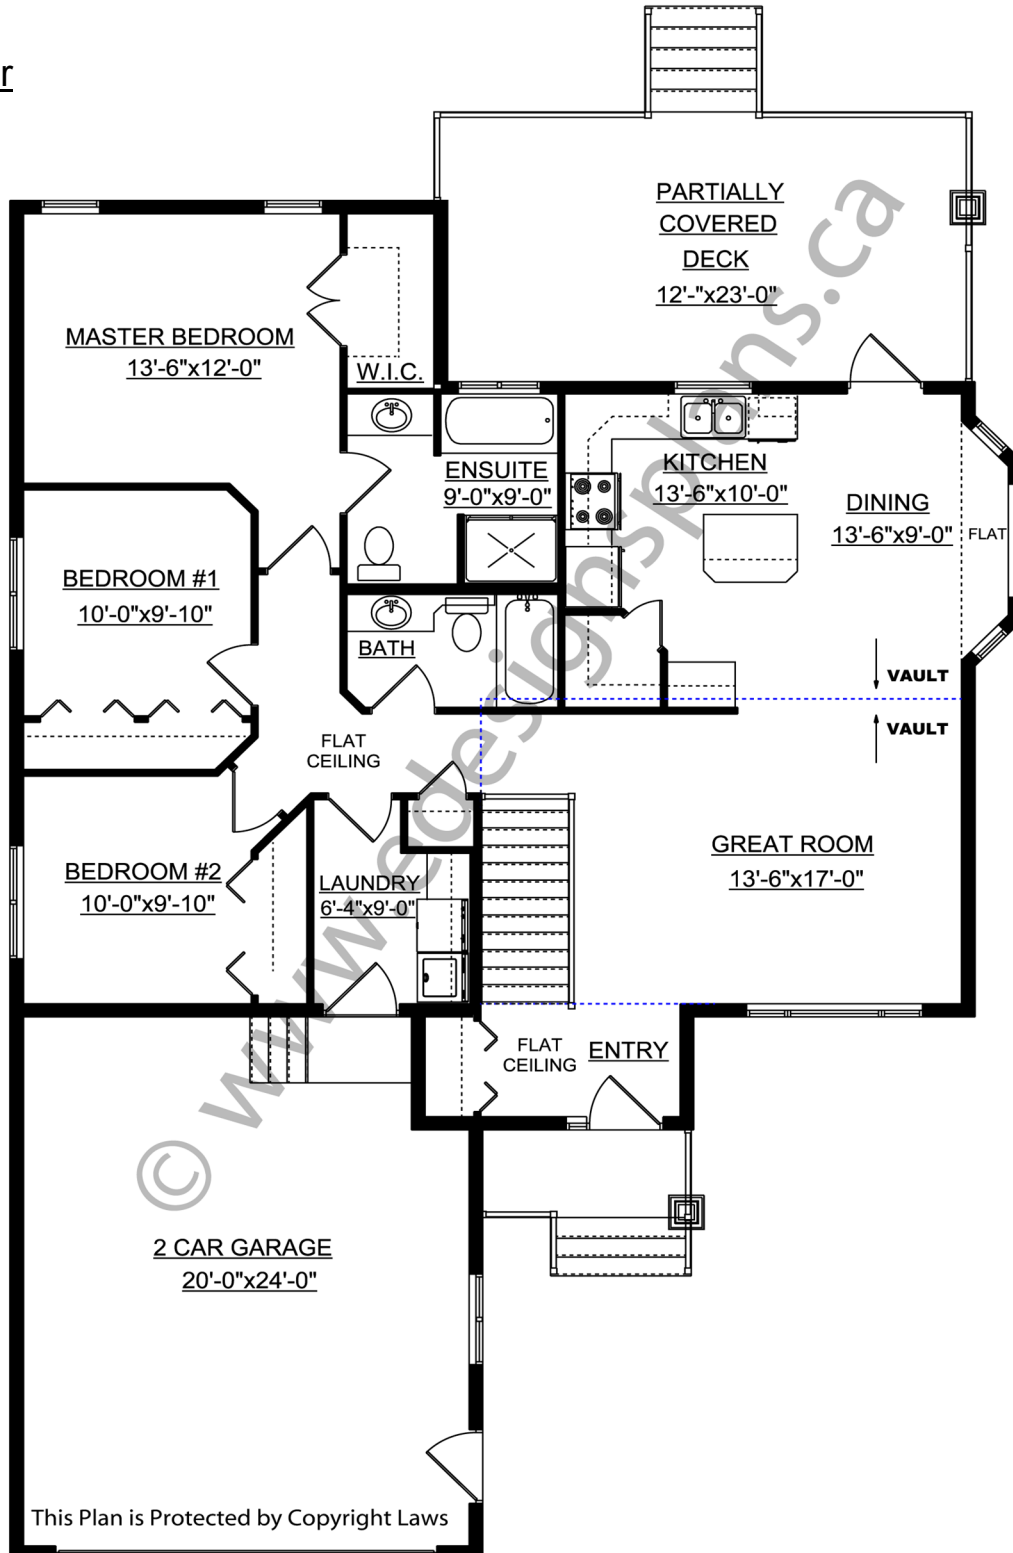 r
PARTIALLY
COVERED
DECK
12'-"x23'-0"
MASTER BEDROOM
13'-6"x12'-0"
W.I.C.
ENSUITE
9'-0"x9'-0"
KITCHEN
13'-6"x10'-0"
DINING
13'-6"x9'-0"
FLAT
BEDROOM #1
10'-0"x9'-10"
BATH
VAULT
VAULT
FLAT
CEILING
GREAT ROOM
13'-6"x17'-0"
BEDROOM #2
10'-0"x9'-10"
LAUNDRY
6'-4"x9'-0"
FLAT
CEILING
ENTRY
2 CAR GARAGE
20'-0"x24'-0"
This Plan is Protected by Copyright Laws
© www.edesignsplans.ca